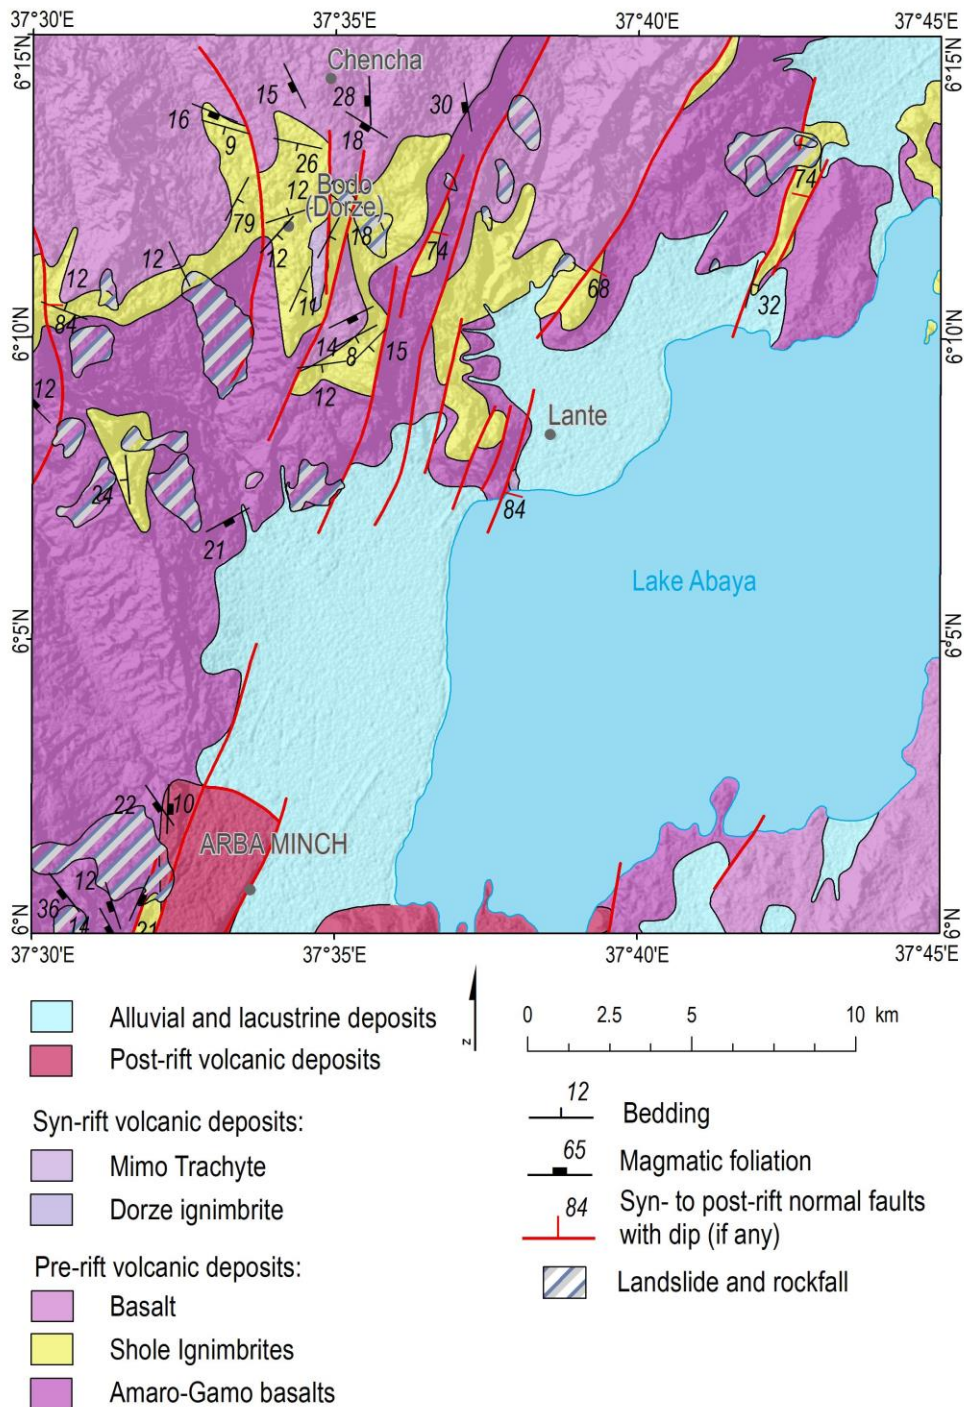 37°30'E 37°35'E 37°40'E 37°45'E
6°15'N 6°15'N
Chencha
15 28 30
16 18
9 26
12 Bodo
(Dorze) 74
79 18
12 12 12 74
11 68 32
84
6°10'N 6°10'N
14 8 15
12 12
Lante
24
84
21
Lake Abaya
6°5'N 6°5'N
22 10
ARBA MINCH
12
36
14 21
6°N 6°N
37°30'E 37°35'E 37°40'E 37°45'E
Alluvial and lacustrine deposits
Post-rift volcanic deposits
z
0 2.5 5 10 km
Syn-rift volcanic deposits:
Mimo Trachyte
Dorze ignimbrite
Pre-rift volcanic deposits:
Basalt
Shole Ignimbrites
Amaro-Gamo basalts
12
Bedding
65
Magmatic foliation
84
Syn- to post-rift normal faults
with dip (if any)
Landslide and rockfall